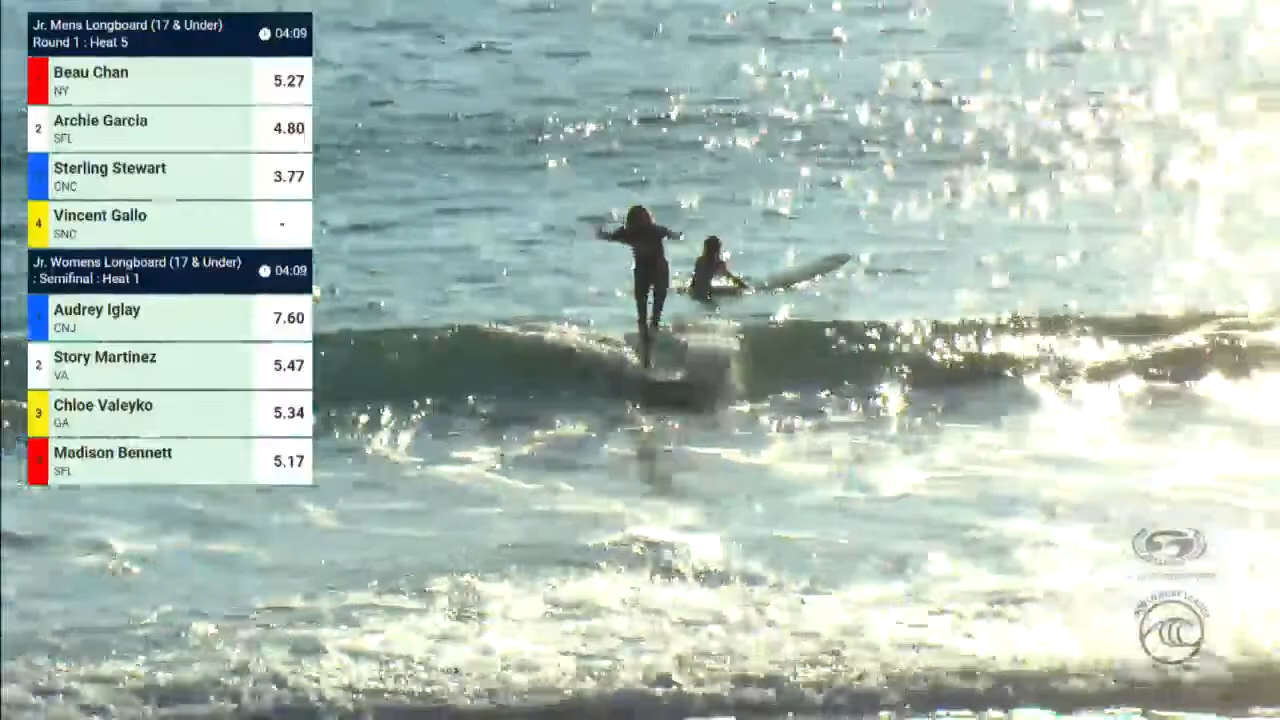 Jr. Mens Longboard (17 & Under)
Round 1 : Heat 5
04:09
Beau Chan
NY
5.27
2
Archie Garcia
SFL
4.80
Sterling Stewart
CNC
3.77
4
Vincent Gallo
SNC
-
Jr. Womens Longboard (17 & Under)
: Semifinal : Heat 1
04:09
Audrey Iglay
CNJ
7.60
2
Story Martinez
VA
5.47
3
Chloe Valeyko
GA
5.34
Madison Bennett
SFL
5.17